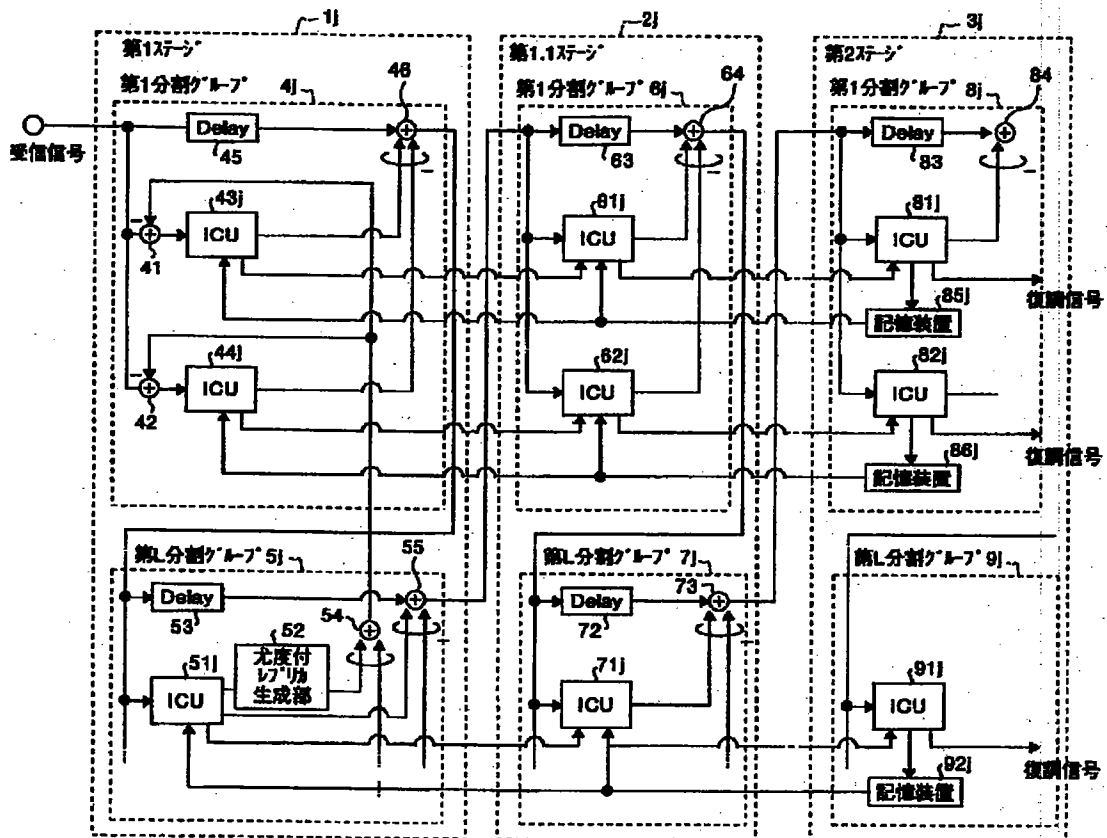 1j
2j
3j
第1ステージ
第1.1ステージ
第2ステージ
第1分割グループ 4j
46
第1分割グループ 6j
64
第1分割グループ 8j
84
受信信号
Delay
45
Delay
63
Delay
83
43j
ICU
41
61j
ICU
81j
ICU
復調信号
85j
記憶装置
44j
ICU
42
62j
ICU
82j
ICU
復調信号
86j
記憶装置
第L分割グループ 5j
55
第L分割グループ 7j
73
第L分割グループ 9j
Delay
53
54
Delay
72
52
尤度付
レプリカ
生成部
51j
ICU
71j
ICU
91j
ICU
復調信号
92j
記憶装置